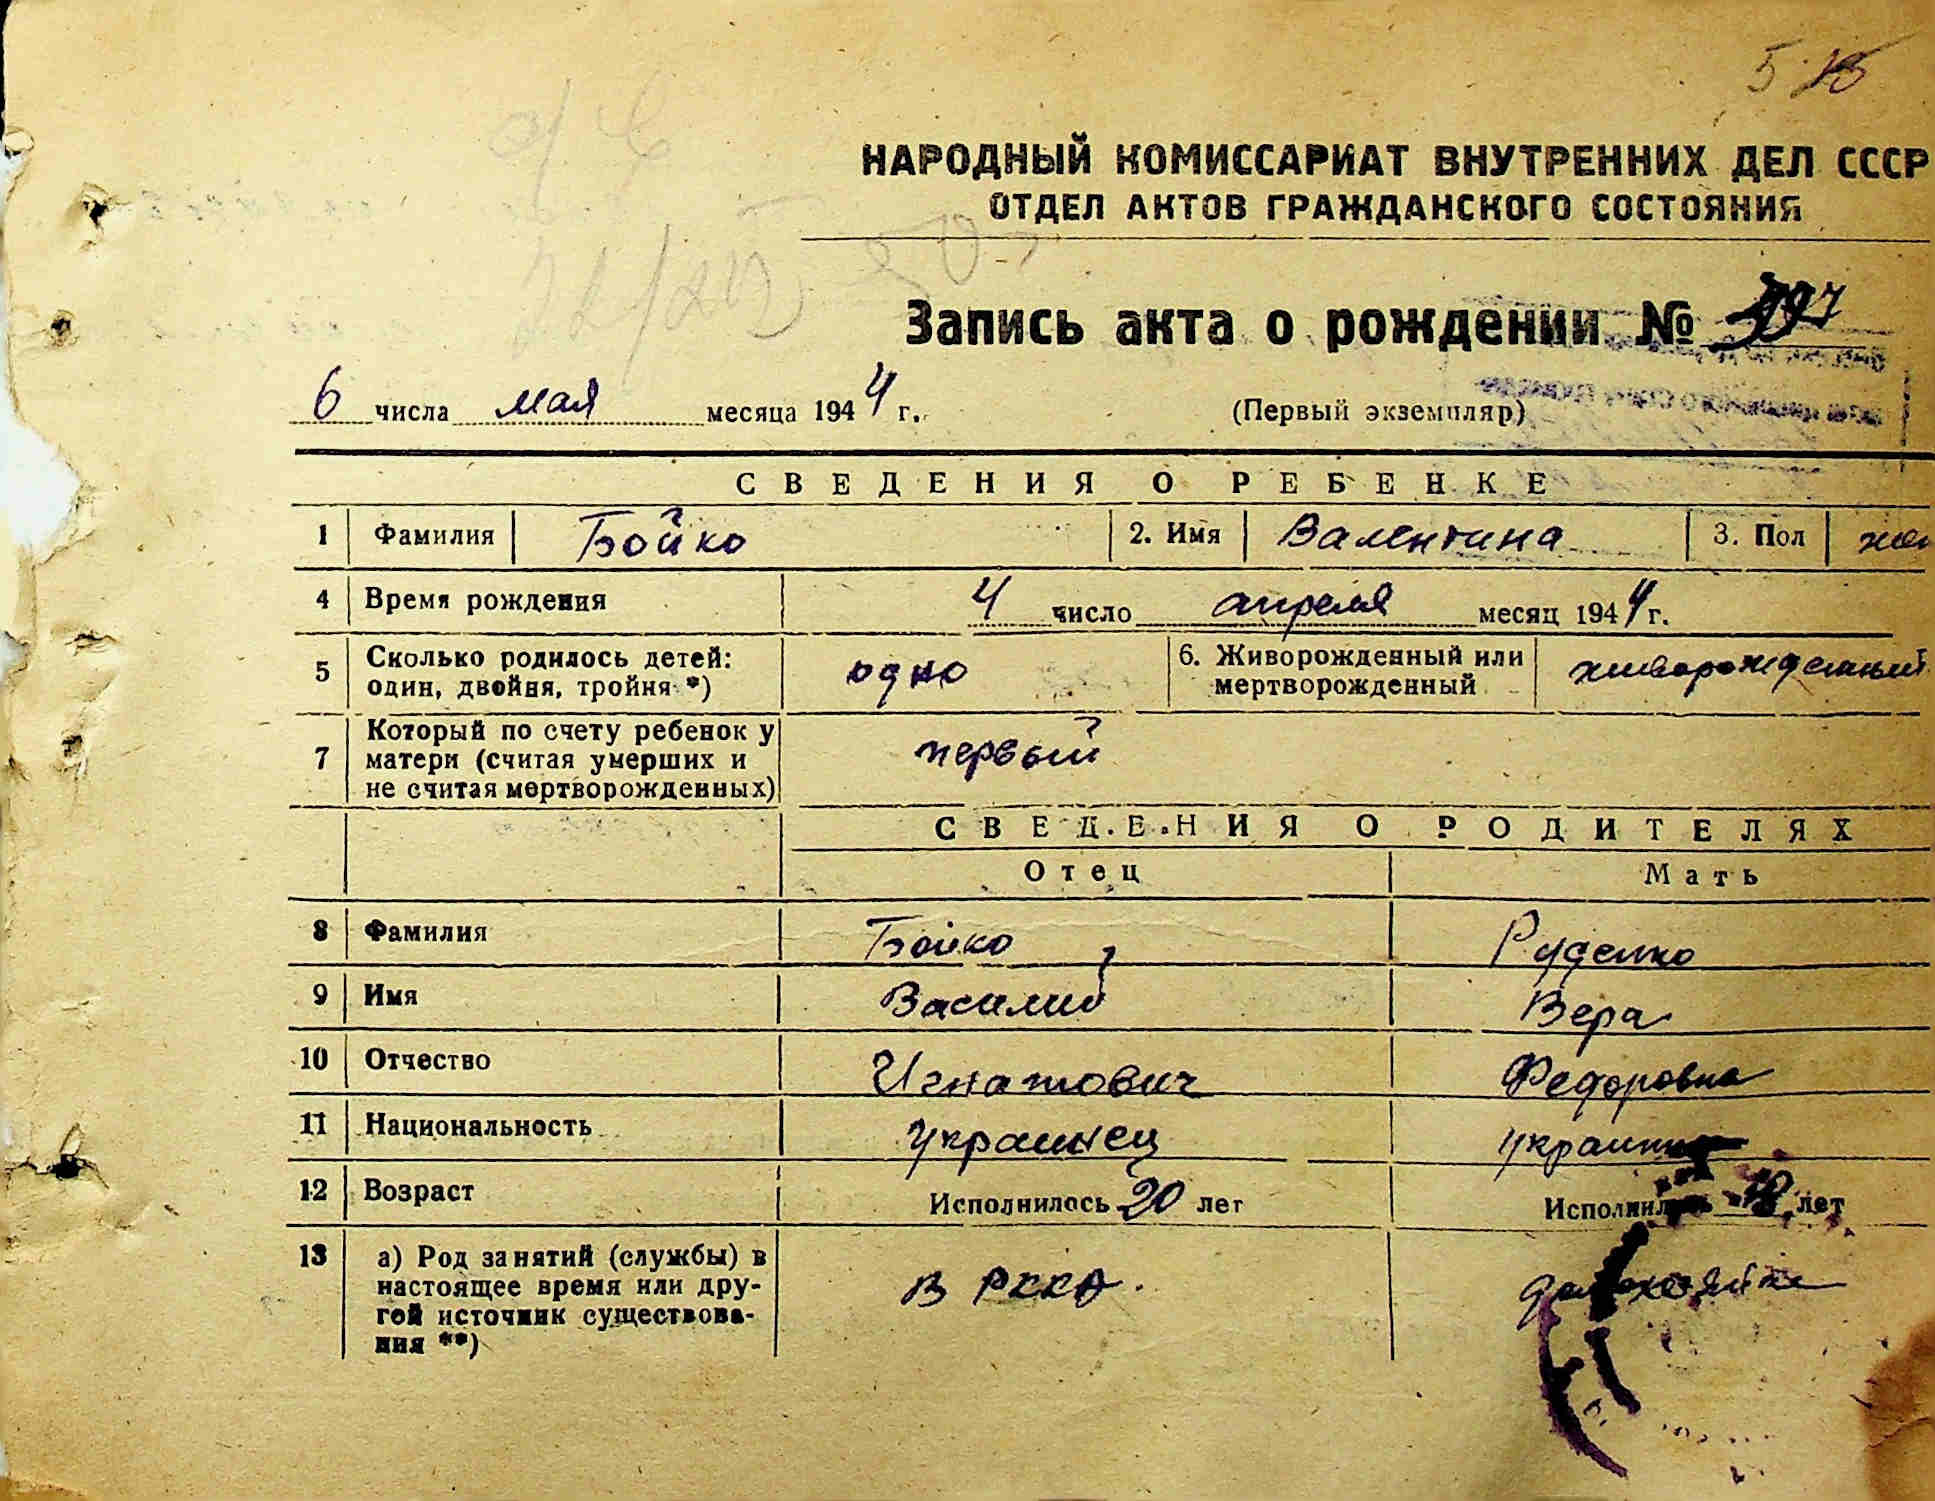 НАРОДНЫЙ КОМИССАРИАТ ВНУТРЕННИХ ДЕЛ СССР
ОТДЕЛ АКТОВ ГРАЖДАНСКОГО СОСТОЯНИЯ
Запись акта о рождении №
6 числа мая месяца 1944 г.
(Первый экземпляр)
СВЕДЕНИЯ О РЕБЕНКЕ
1 Фамилия Бойко 2. Имя Валентина 3. Пол жен
4 Время рождения 4 число апреля месяц 1944 г.
5 Сколько родилось детей: один, двойня, тройня *) одно 6. Живорожденный или мертворожденный живорожденный
7 Который по счету ребенок у матери (считая умерших и не считая мертворожденных) первый
СВЕДЕНИЯ О РОДИТЕЛЯХ
Отец Мать
8 Фамилия Бойко Руденко
9 Имя Василий Вера
10 Отчество Игнатович Федоровна
11 Национальность украинец
12 Возраст Исполнилось 20 лет Исполнилось 18 лет
13 а) Род занятий (службы) в настоящее время или другой источник существования **) в РККА. домохозяйка